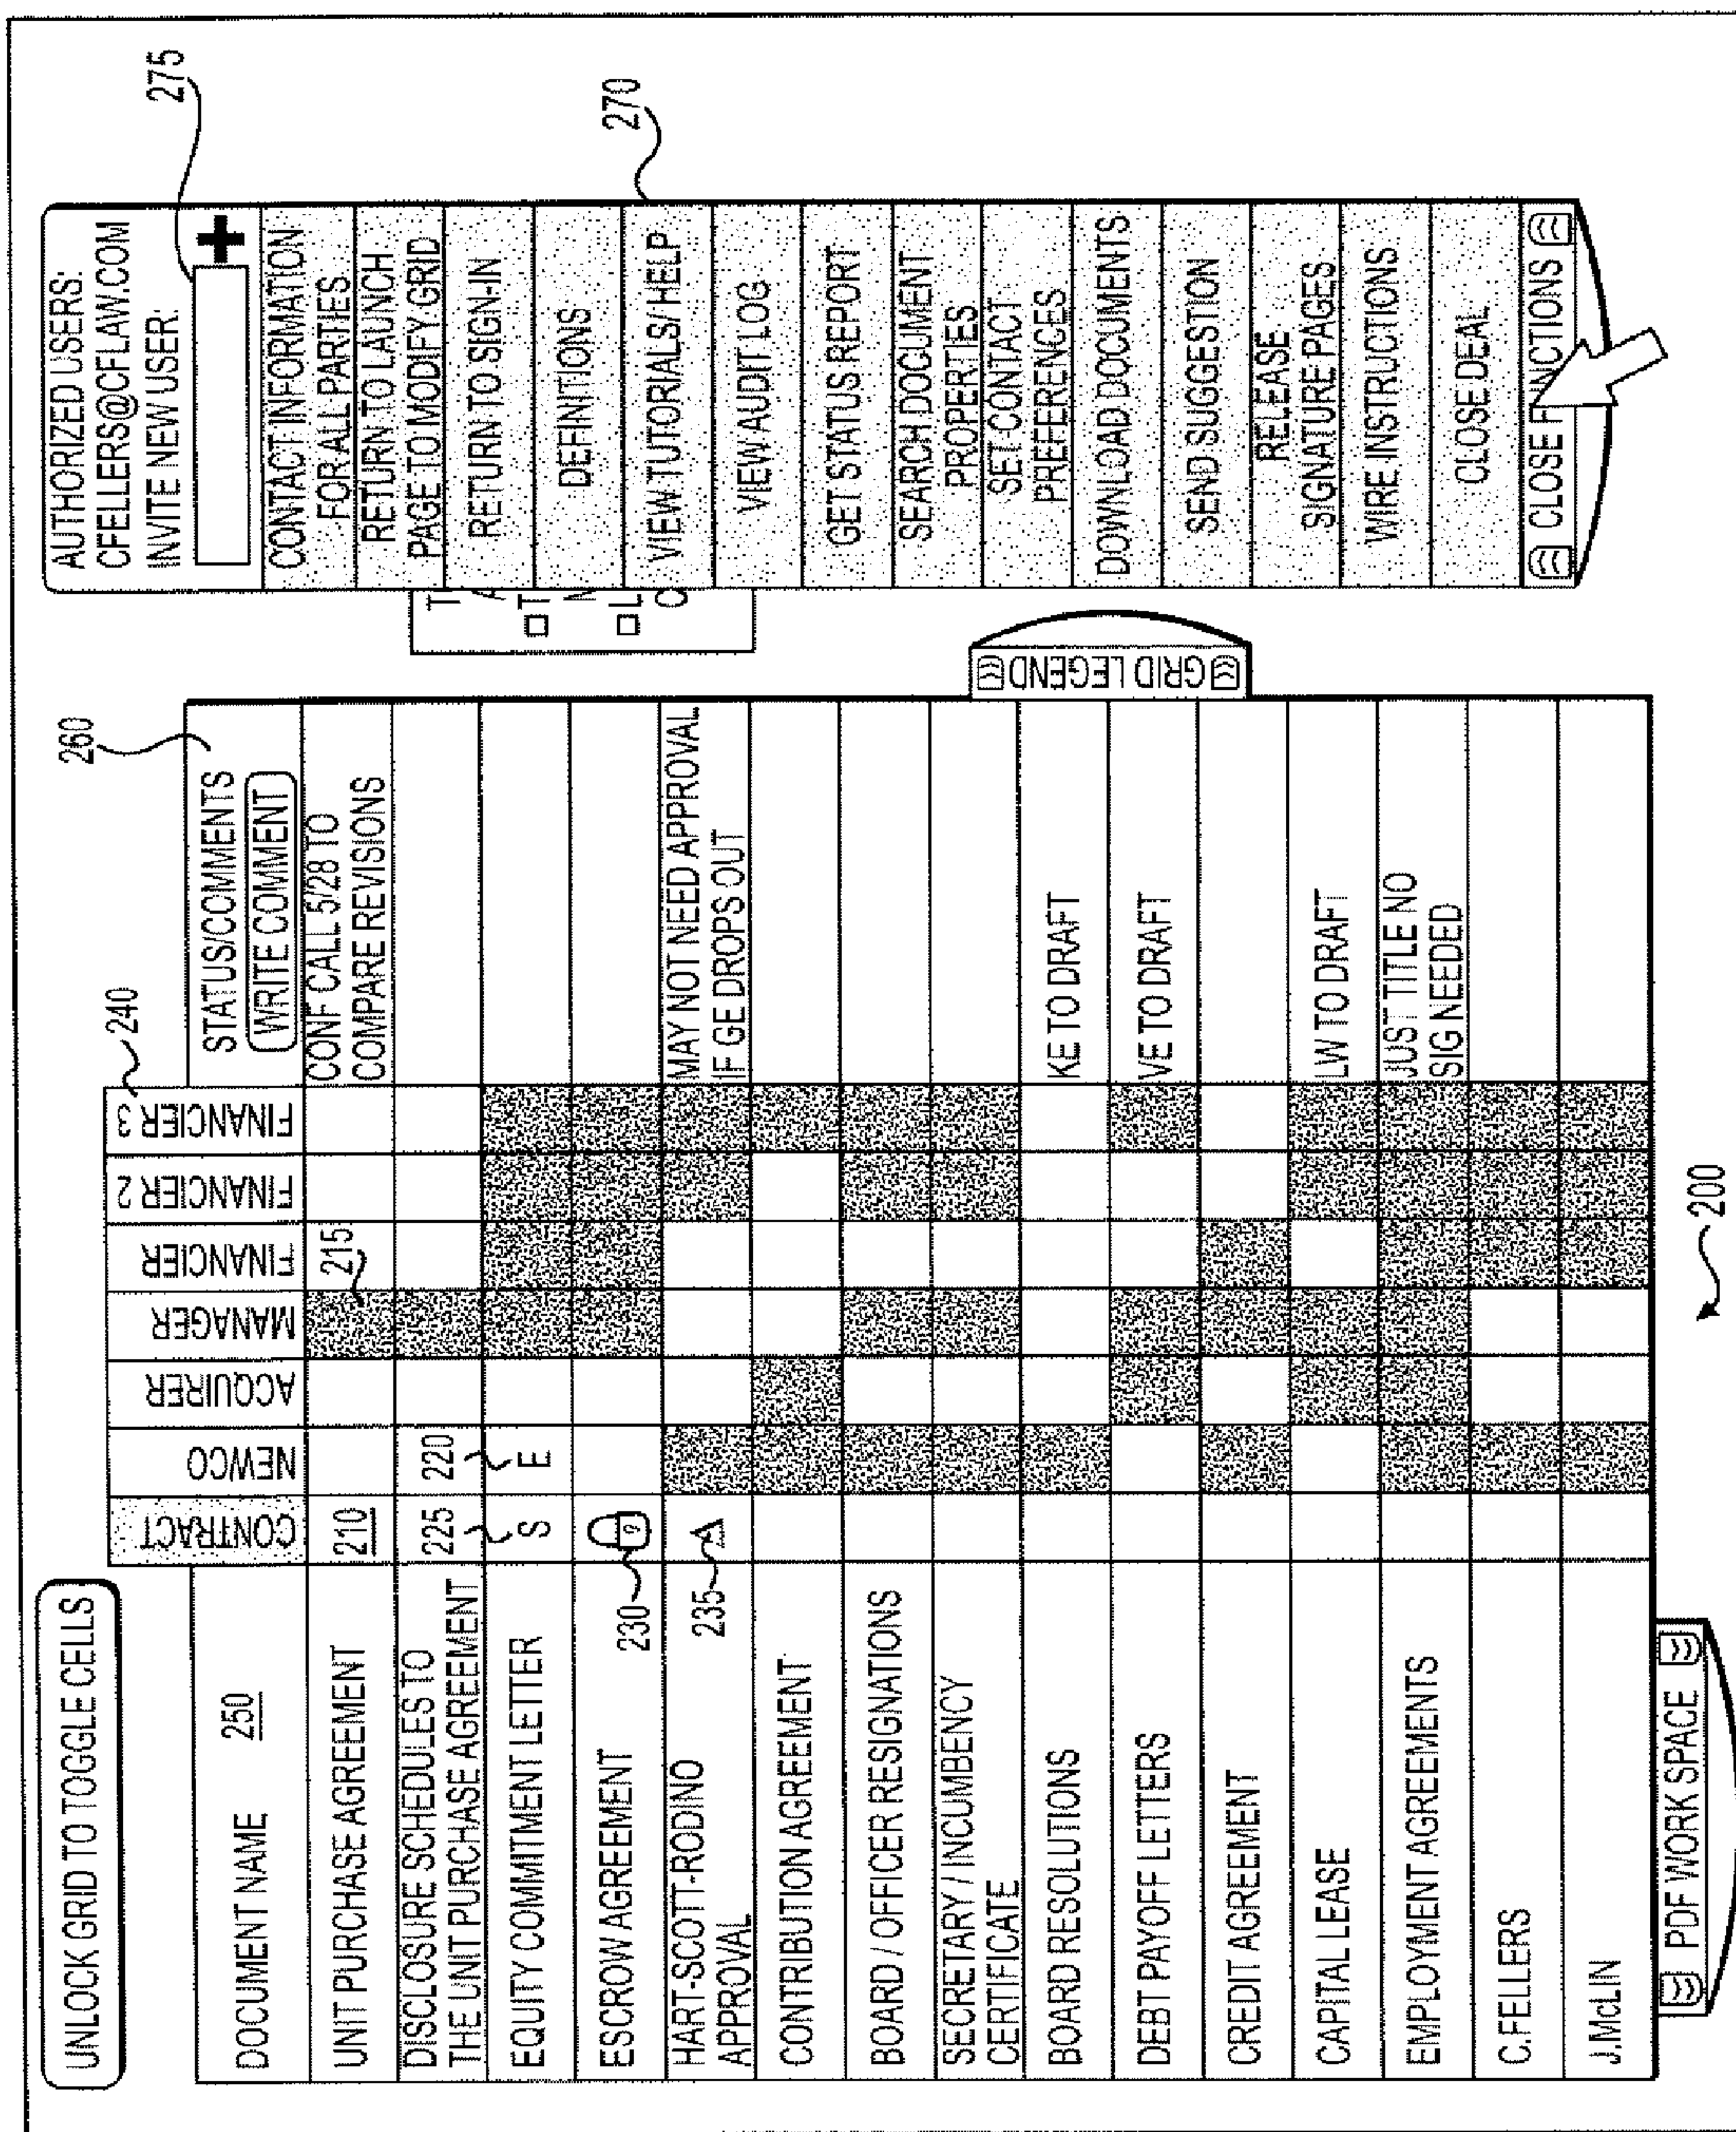 UNLOCK GRID TO TOGGLE CELLS
DOCUMENT NAME 250
CONTRACT
NEWCO
ACQUIRER
MANAGER
FINANCIER
FINANCIER 2
FINANCIER 3
240
STATUS/COMMENTS
WRITE COMMENT
260
UNIT PURCHASE AGREEMENT
210
215
CONF CALL 5/28 TO
COMPARE REVISIONS
DISCLOSURE SCHEDULES TO
THE UNIT PURCHASE AGREEMENT
225
220
EQUITY COMMITMENT LETTER
S
E
ESCROW AGREEMENT
230
HART-SCOTT-RODINO
APPROVAL
235
MAY NOT NEED APPROVAL
IF GE DROPS OUT
CONTRIBUTION AGREEMENT
BOARD / OFFICER RESIGNATIONS
SECRETARY / INCUMBENCY
CERTIFICATE
BOARD RESOLUTIONS
KE TO DRAFT
DEBT PAYOFF LETTERS
VE TO DRAFT
CREDIT AGREEMENT
CAPITAL LEASE
LW TO DRAFT
EMPLOYMENT AGREEMENTS
JUST TITLE NO
SIG NEEDED
C.FELLERS
J.McLIN
PDF WORK SPACE
GRID LEGEND
T
A
T
N
L
C
AUTHORIZED USERS:
CFELLERS@CFLAW.COM
INVITE NEW USER:
275
CONTACT INFORMATION
FOR ALL PARTIES
RETURN TO LAUNCH
PAGE TO MODIFY GRID
RETURN TO SIGN-IN
DEFINITIONS
VIEW TUTORIALS/HELP
270
VIEW AUDIT LOG
GET STATUS REPORT
SEARCH DOCUMENT
PROPERTIES
SET CONTACT
PREFERENCES
DOWNLOAD DOCUMENTS
SEND SUGGESTION
RELEASE
SIGNATURE PAGES
WIRE INSTRUCTIONS
CLOSE DEAL
CLOSE FUNCTIONS
200